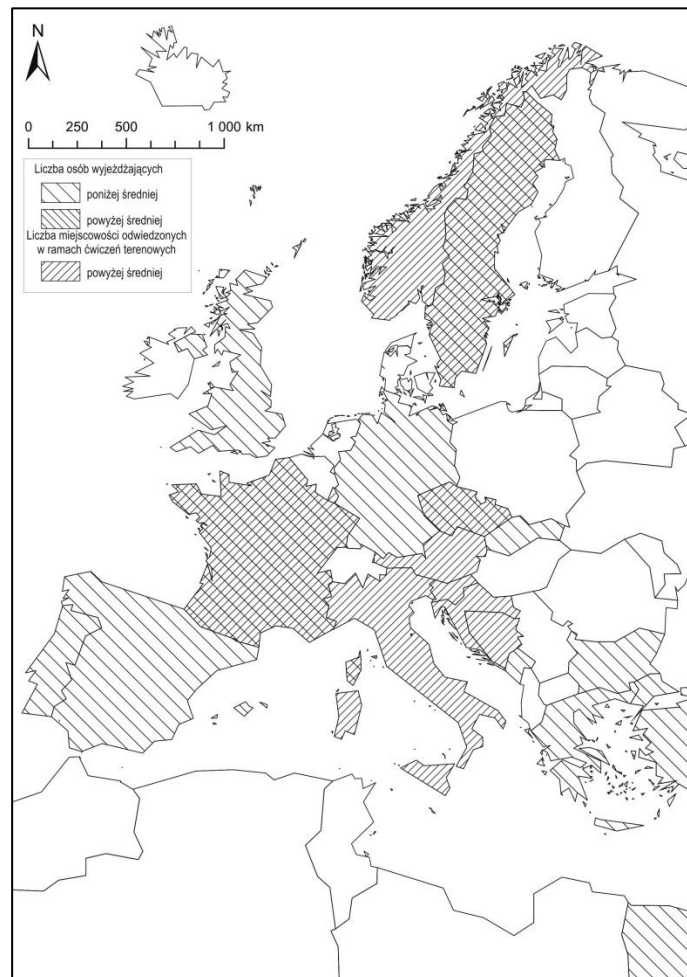 N
0 250 500 1 000 km
Liczba osób wyjeżdżających
poniżej średniej
powyżej średniej
Liczba miejscowości odwiedzonych
w ramach ćwiczeń terenowych
powyżej średniej